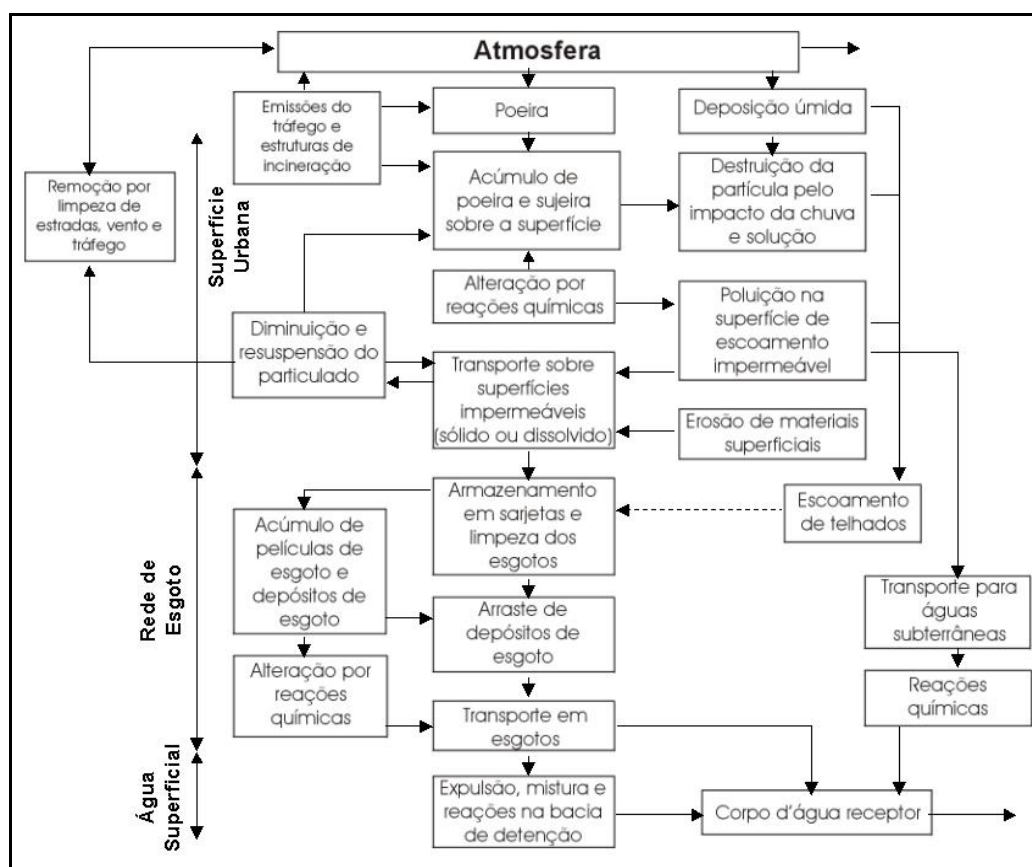 Atmosfera
Emissões do
tráfego e
estruturas de
incineração
Poeira
Deposição úmida
Remoção por
limpeza de
estradas, vento e
tráfego
Superfície
Urbana
Acúmulo de
poeira e sujeira
sobre a superfície
Destruição da
partícula pelo
impacto da chuva
e solução
Alteração por
reações químicas
Poluição na
superfície de
escoamento
impermeável
Diminuição e
resuspensão do
particulado
Transporte sobre
superfícies
impermeáveis
(sólido ou dissolvido)
Erosão de materiais
superficiais
Rede de
Esgoto
Acúmulo de
películas de
esgoto e
depósitos de
esgoto
Armazenamento
em sarjetas e
limpeza dos
esgotos
Escoamento
de telhados
Arraste de
depósitos de
esgoto
Transporte para
águas
subterrâneas
Alteração por
reações
químicas
Transporte em
esgotos
Reações
químicas
Água
Superficial
Expulsão, mistura e
reações na bacia
de detenção
Corpo d'água receptor